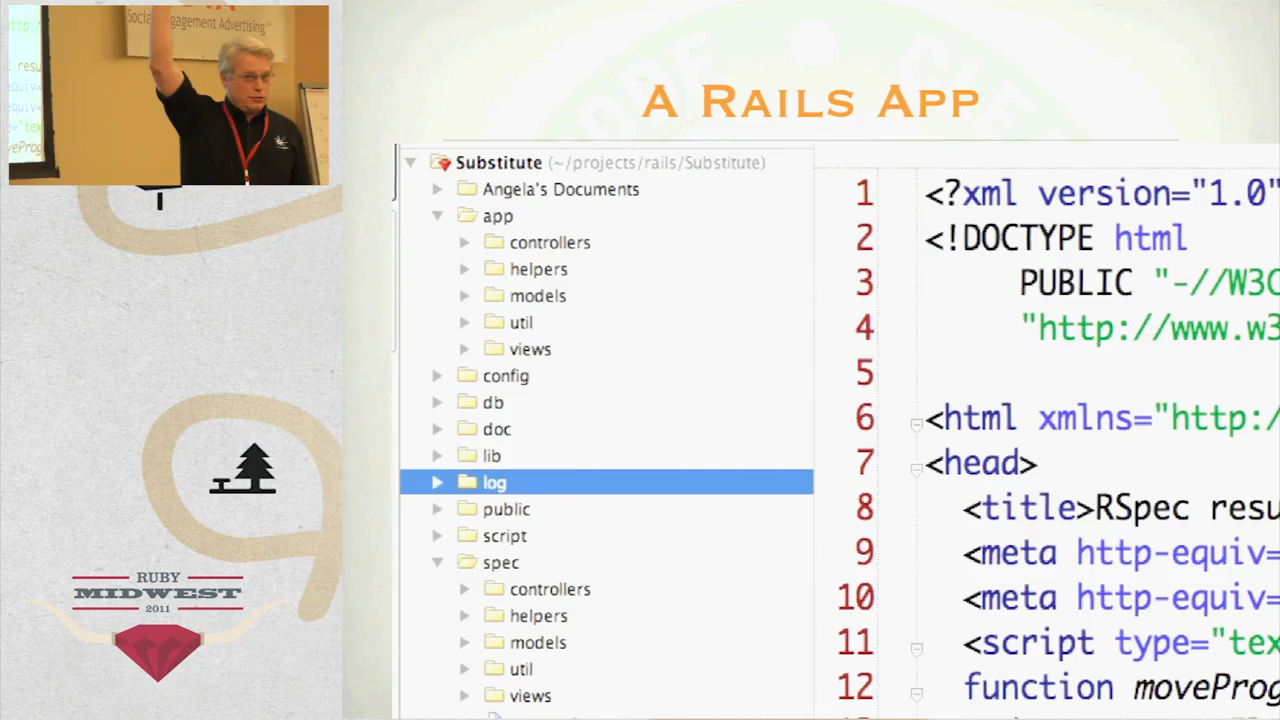 Social Engagement Advertising
A Rails App
Substitute (~/projects/rails/Substitute)
Angela's Documents
app
controllers
helpers
models
util
views
config
db
doc
lib
log
public
script
spec
controllers
helpers
models
util
views
1 <?xml version="1.0"
2 <!DOCTYPE html
3 PUBLIC "-//W3C
4 "http://www.w3
5
6 <html xmlns="http:/
7 <head>
8 <title>RSpec resu
9 <meta http-equiv=
10 <meta http-equiv=
11 <script type="tex
12 function moveProg
RUBY
MIDWEST
2011